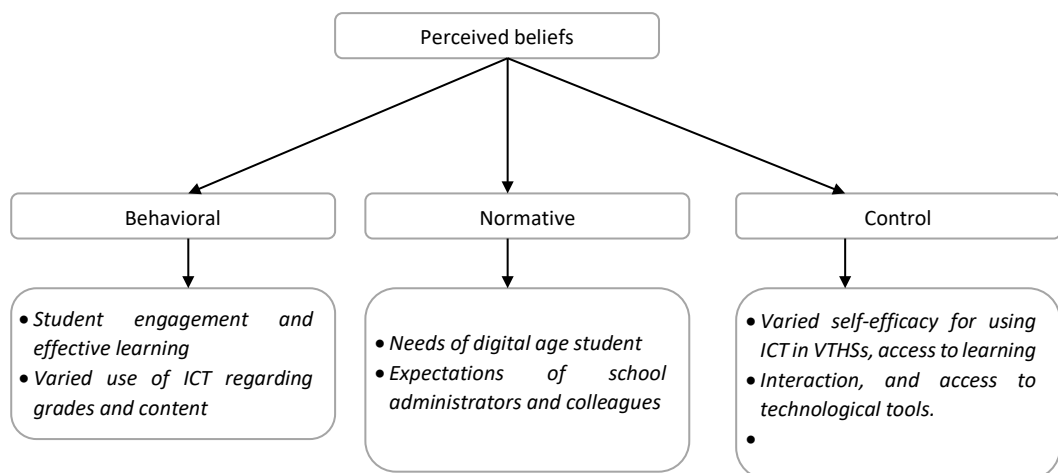 Perceived beliefs
Behavioral
Normative
Control
• Student engagement and
effective learning
• Varied use of ICT regarding
grades and content
• Needs of digital age student
• Expectations of school
administrators and colleagues
• Varied self-efficacy for using
ICT in VTHSs, access to learning
• Interaction, and access to
technological tools.
•